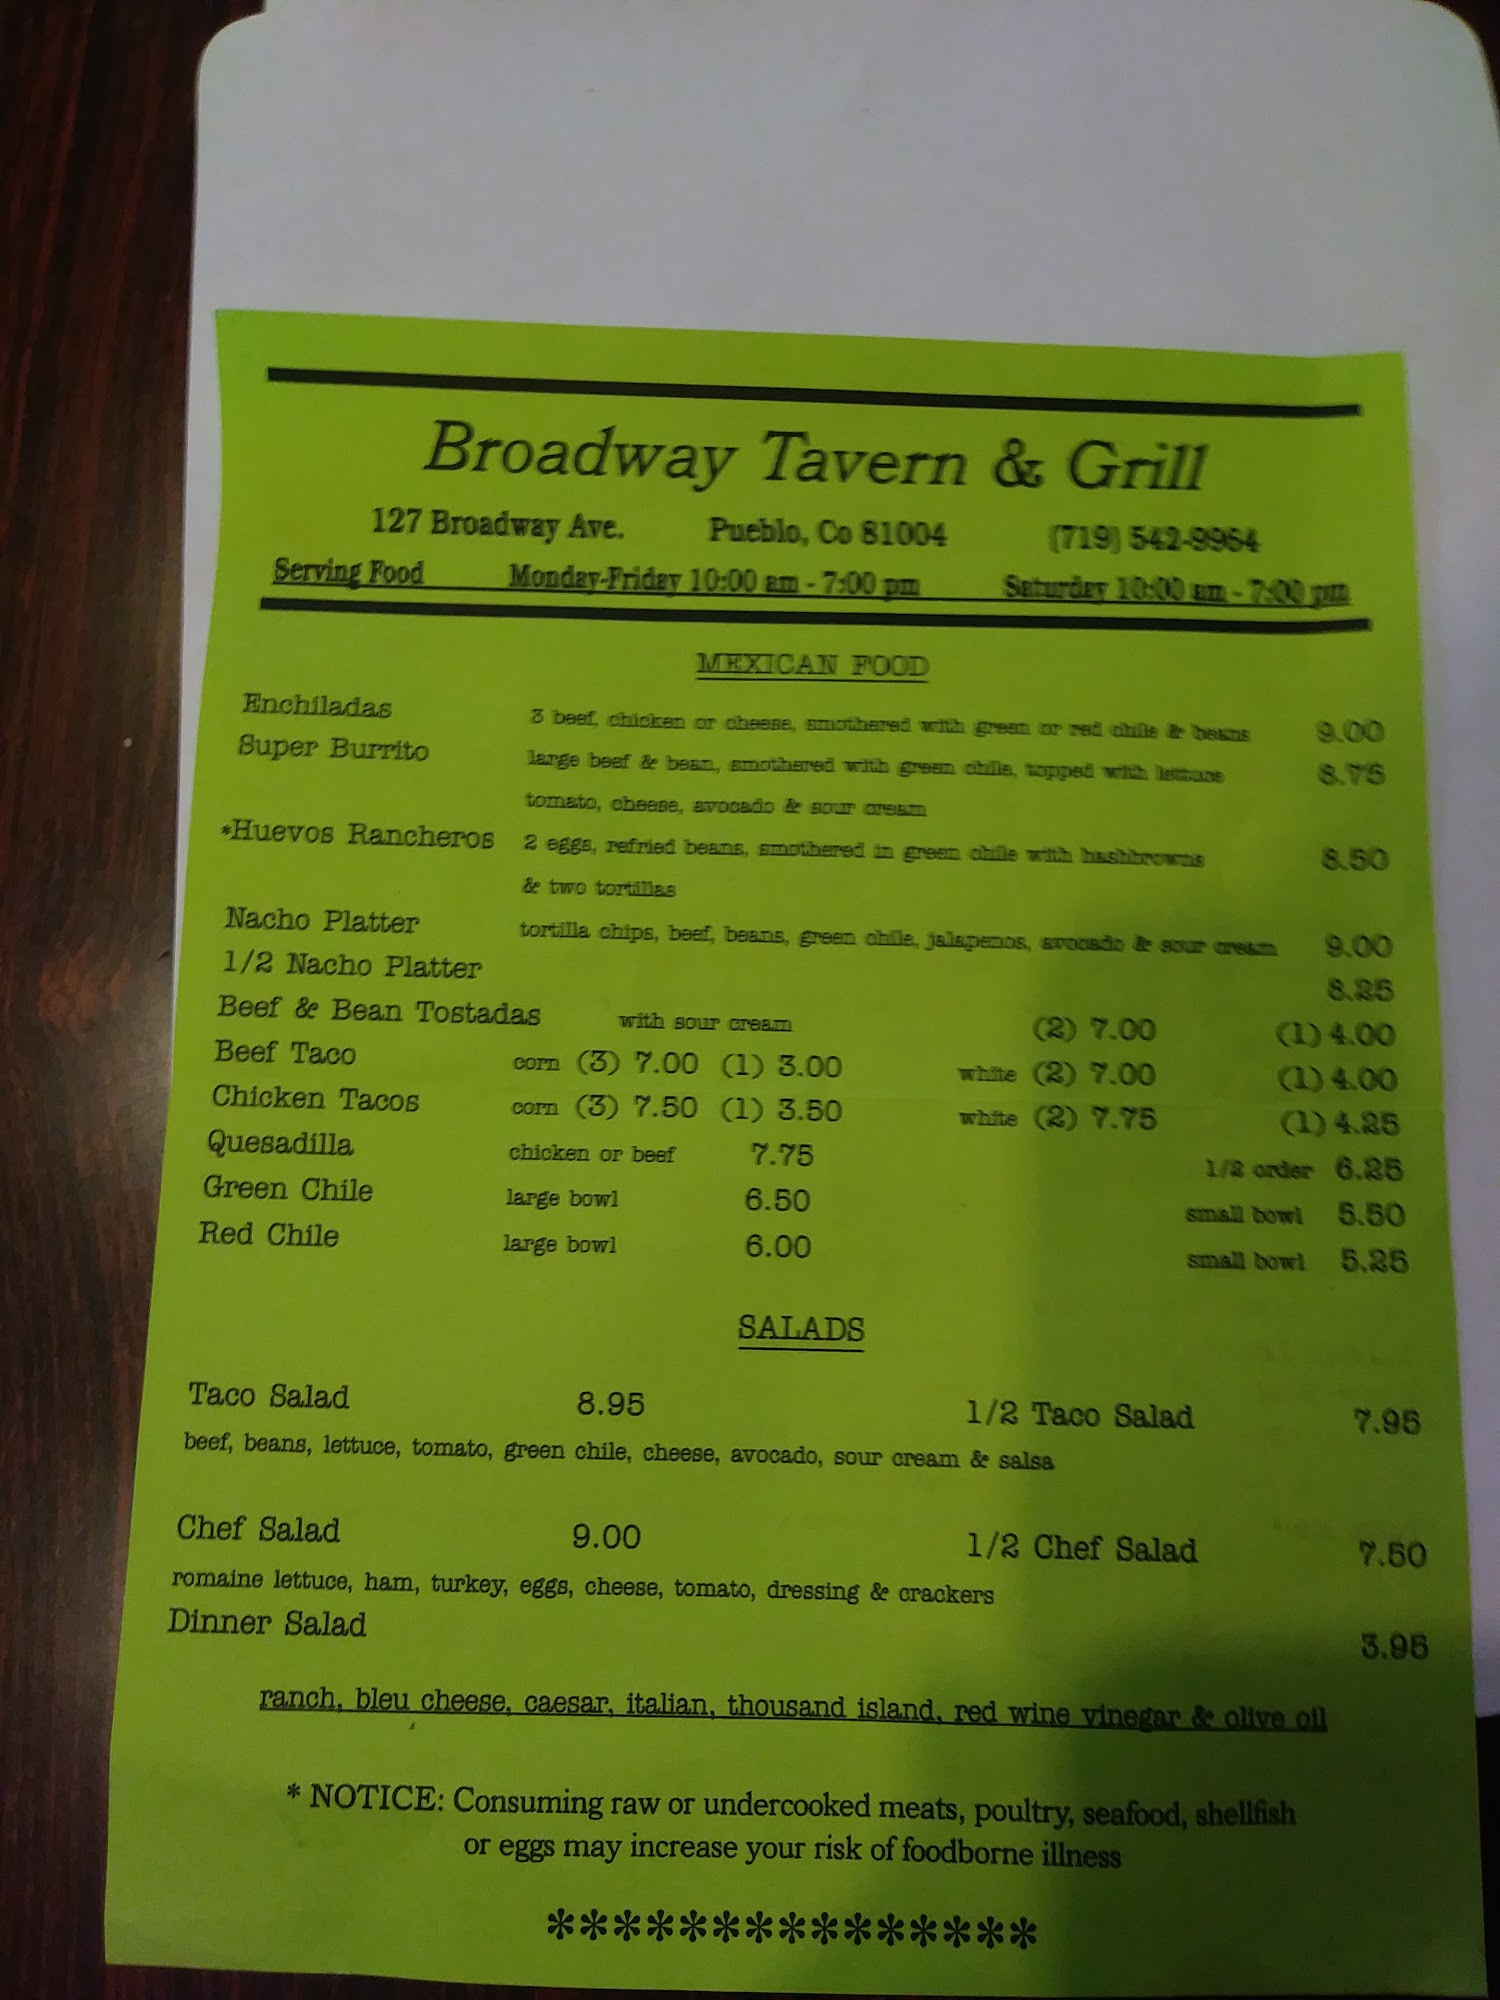 Broadway Tavern & Grill
127 Broadway Ave. Pueblo, Co 81004 (719) 542-9964
Serving Food Monday-Friday 10:00 am - 7:00 pm Saturday 10:00 am - 7:00 pm
MEXICAN FOOD
Enchiladas 3 beef, chicken or cheese, smothered with green or red chile & beans 9.00
Super Burrito large beef & bean, smothered with green chile, topped with lettuce 8.75
tomato, cheese, avocado & sour cream
*Huevos Rancheros 2 eggs, refried beans, smothered in green chile with hashbrowns 8.50
& two tortillas
Nacho Platter tortilla chips, beef, beans, green chile, jalapenos, avocado & sour cream 9.00
1/2 Nacho Platter 8.25
Beef & Bean Tostadas with sour cream (2) 7.00 (1) 4.00
Beef Taco corn (3) 7.00 (1) 3.00 white (2) 7.00 (1) 4.00
Chicken Tacos corn (3) 7.50 (1) 3.50 white (2) 7.75 (1) 4.25
Quesadilla chicken or beef 7.75 1/2 order 6.25
Green Chile large bowl 6.50 small bowl 5.50
Red Chile large bowl 6.00 small bowl 5.25
SALADS
Taco Salad 8.95 1/2 Taco Salad 7.95
beef, beans, lettuce, tomato, green chile, cheese, avocado, sour cream & salsa
Chef Salad 9.00 1/2 Chef Salad 7.50
romaine lettuce, ham, turkey, eggs, cheese, tomato, dressing & crackers
Dinner Salad 3.95
ranch, bleu cheese, caesar, italian, thousand island, red wine vinegar & olive oil
* NOTICE: Consuming raw or undercooked meats, poultry, seafood, shellfish
or eggs may increase your risk of foodborne illness
***************